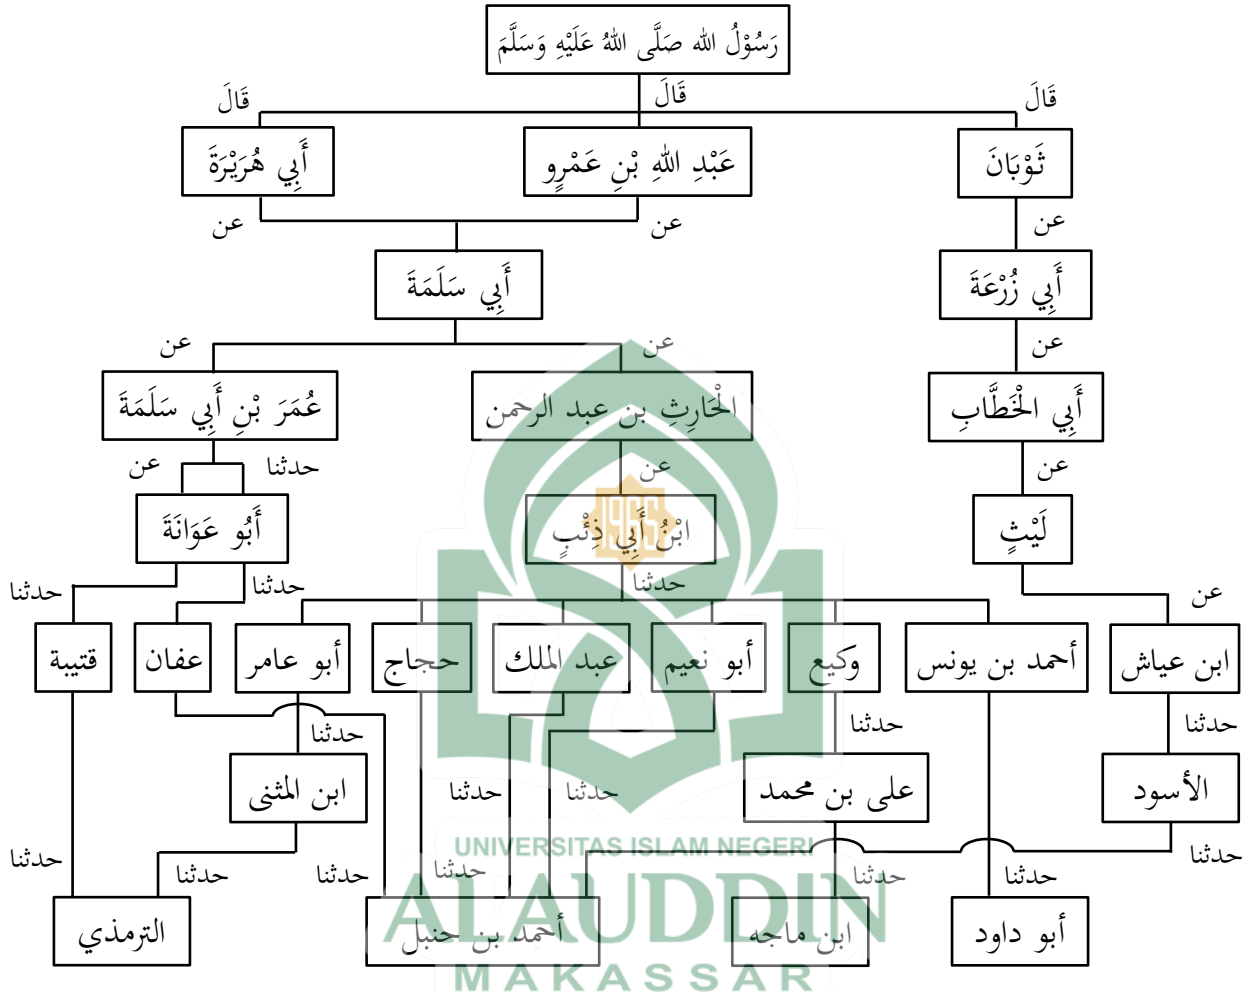 رَسُوْلُ الله صَلَّى اللهُ عَلَيْهِ وَسَلَّمَ
قَالَ قَالَ قَالَ
ثَوْبَانَ عَبْدِ اللهِ بْنِ عَمْرٍو أَبِي هُرَيْرَةَ
عن عن عن
أَبِي زُرْعَةَ أَبِي سَلَمَةَ
عن عن عن
أَبِي الْخَطَّابِ الْحَارِثِ بن عبد الرحمن عُمَرَ بْنِ أَبِي سَلَمَةَ
عن عن حدثنا عن
لَيْثٍ ابْنُ أَبِي ذِئْبٍ أَبُو عَوَانَةَ
1965
عن حدثنا حدثنا حدثنا
ابن عياش أحمد بن يونس وكيع أبو نعيم عبد الملك حجاج أبو عامر عفان قتيبة
حدثنا حدثنا حدثنا
الأسود على بن محمد ابن المثنى
حدثنا حدثنا
UNIVERSITAS ISLAM NEGERI
حدثنا حدثنا حدثنا حدثنا حدثنا حدثنا حدثنا
أبو داود ابن ماجه أحمد بن حنبل الترمذي
ALAUDDIN
MAKASSAR